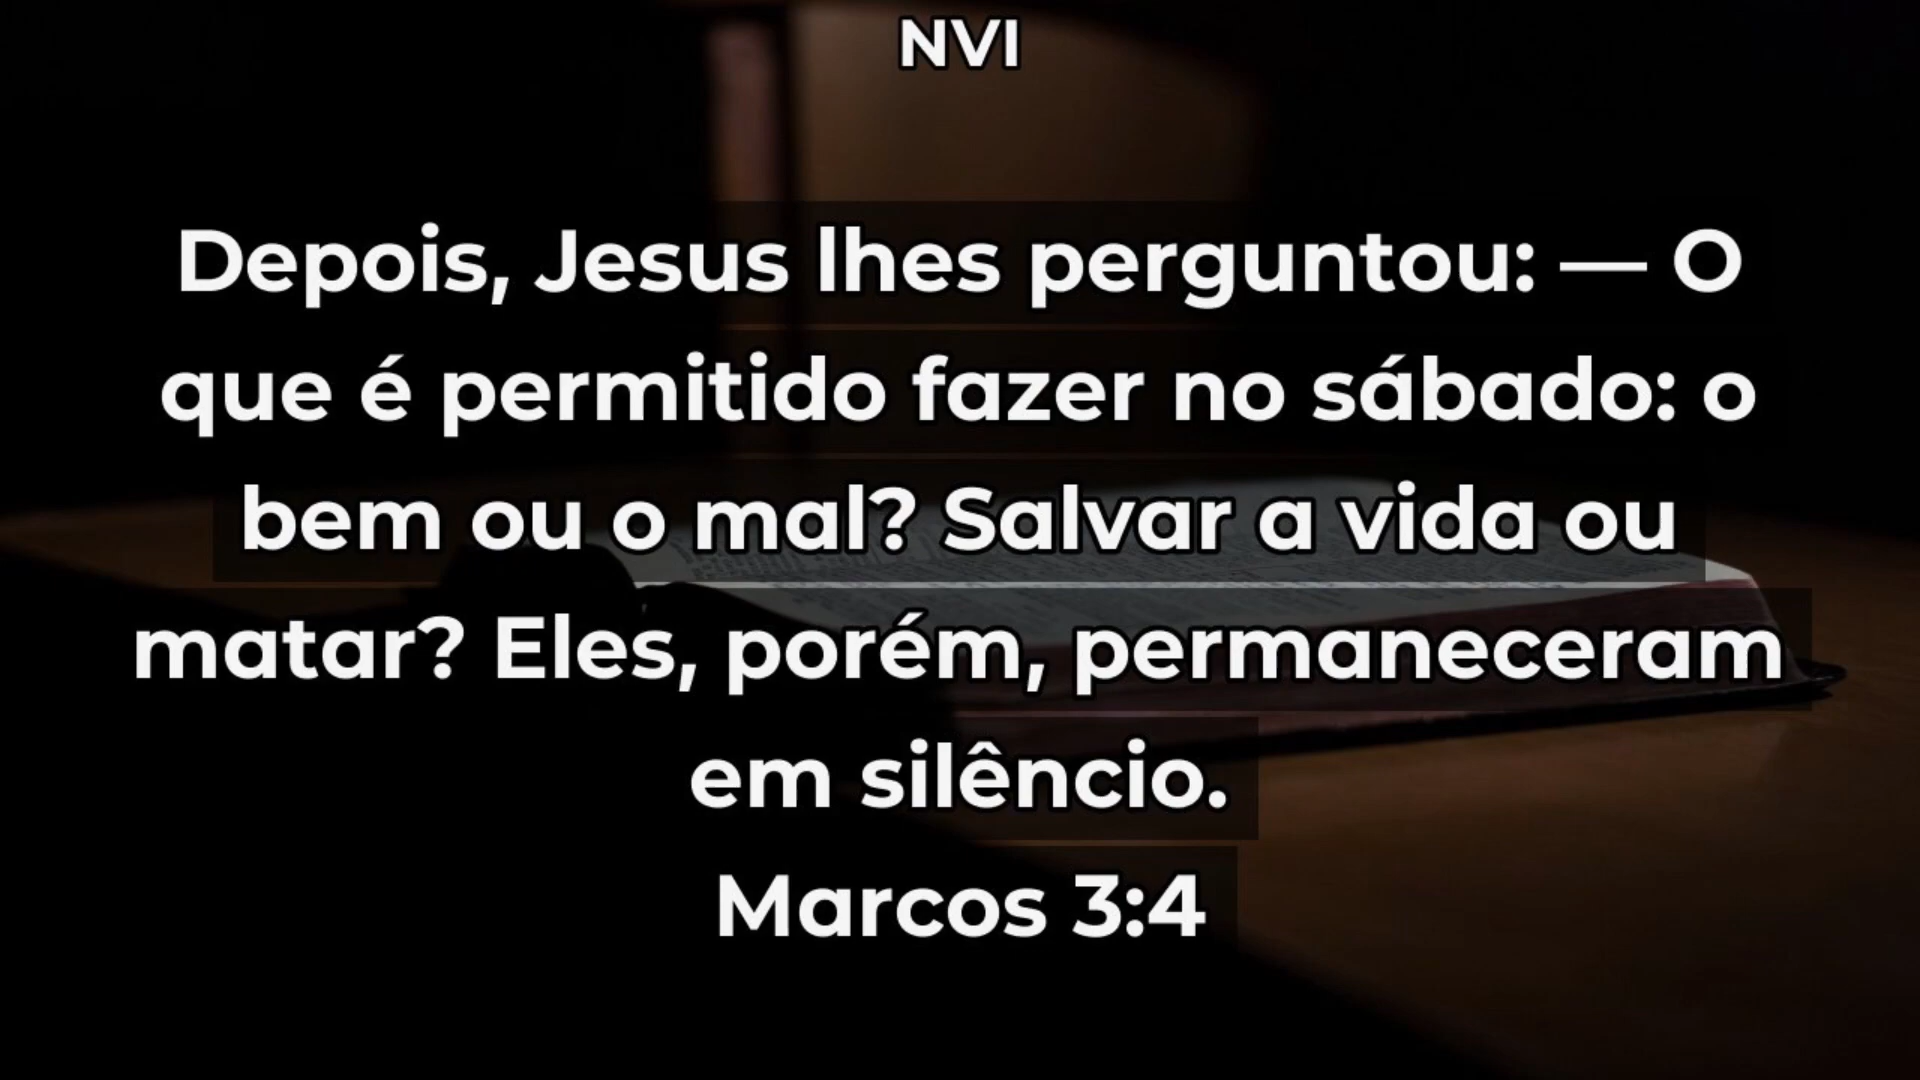 NVI
Depois, Jesus lhes perguntou: — O
que é permitido fazer no sábado: o
bem ou o mal? Salvar a vida ou
matar? Eles, porém, permaneceram
em silêncio.
Marcos 3:4